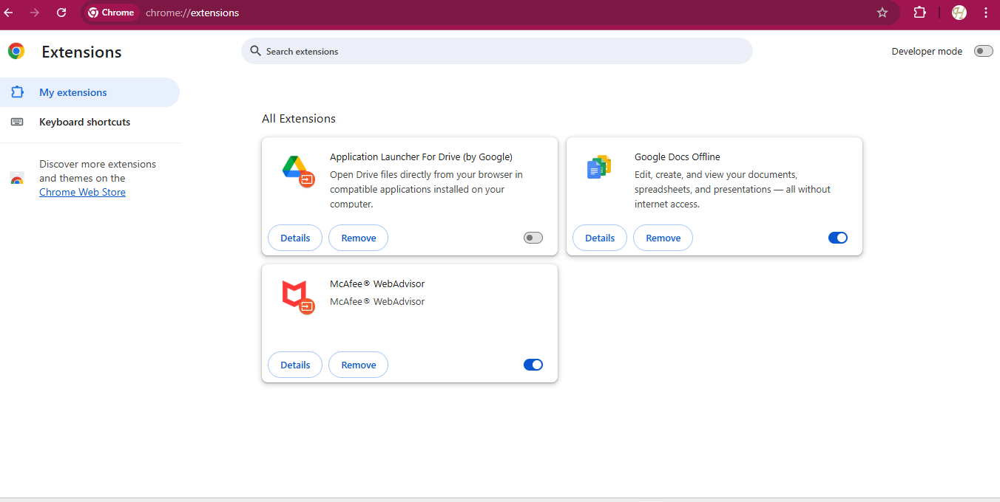 Chrome
chrome://extensions
Extensions
Search extensions
Developer mode
My extensions
Keyboard shortcuts
Discover more extensions
and themes on the
Chrome Web Store
All Extensions
Application Launcher For Drive (by Google)
Open Drive files directly from your browser in
compatible applications installed on your
computer.
Details
Remove
Google Docs Offline
Edit, create, and view your documents,
spreadsheets, and presentations — all without
internet access.
Details
Remove
McAfee® WebAdvisor
McAfee® WebAdvisor
Details
Remove